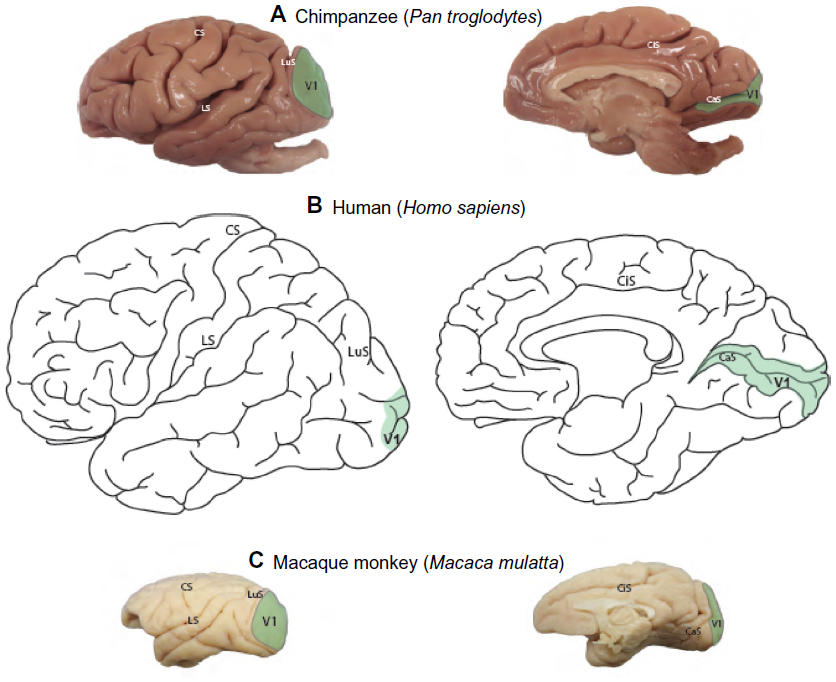 A Chimpanzee (Pan troglodytes)
CS
LuS
V1
LS
CiS
V1
CaS
B Human (Homo sapiens)
CS
LS
LuS
V1
CiS
CaS
V1
C Macaque monkey (Macaca mulatta)
CS
LuS
LS
V1
CiS
V1
CaS